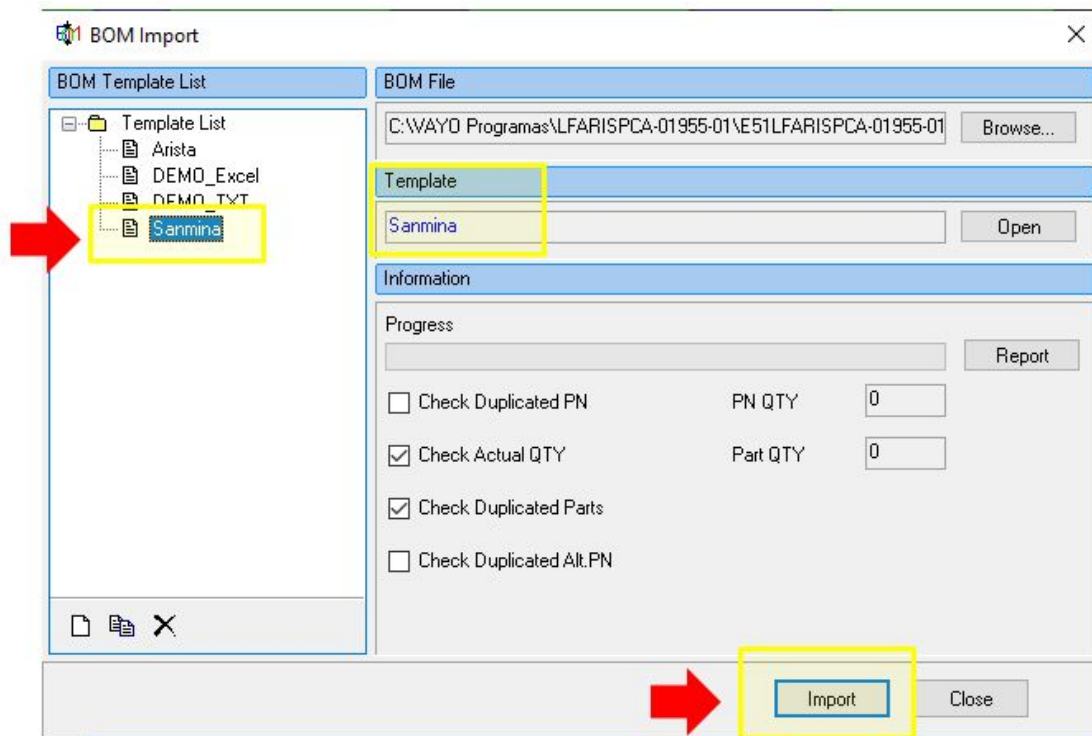 BOM Import
BOM Template List
Template List
Arista
DEMO_Excel
DEMO_TXT
Sanmina
BOM File
C:\VAYO Programas\LFARISPCA-01955-01\E51LFARISPCA-01955-01
Browse...
Template
Sanmina
Open
Information
Progress
Report
Check Duplicated PN
PN QTY
0
Check Actual QTY
Part QTY
0
Check Duplicated Parts
Check Duplicated Alt.PN
Import
Close